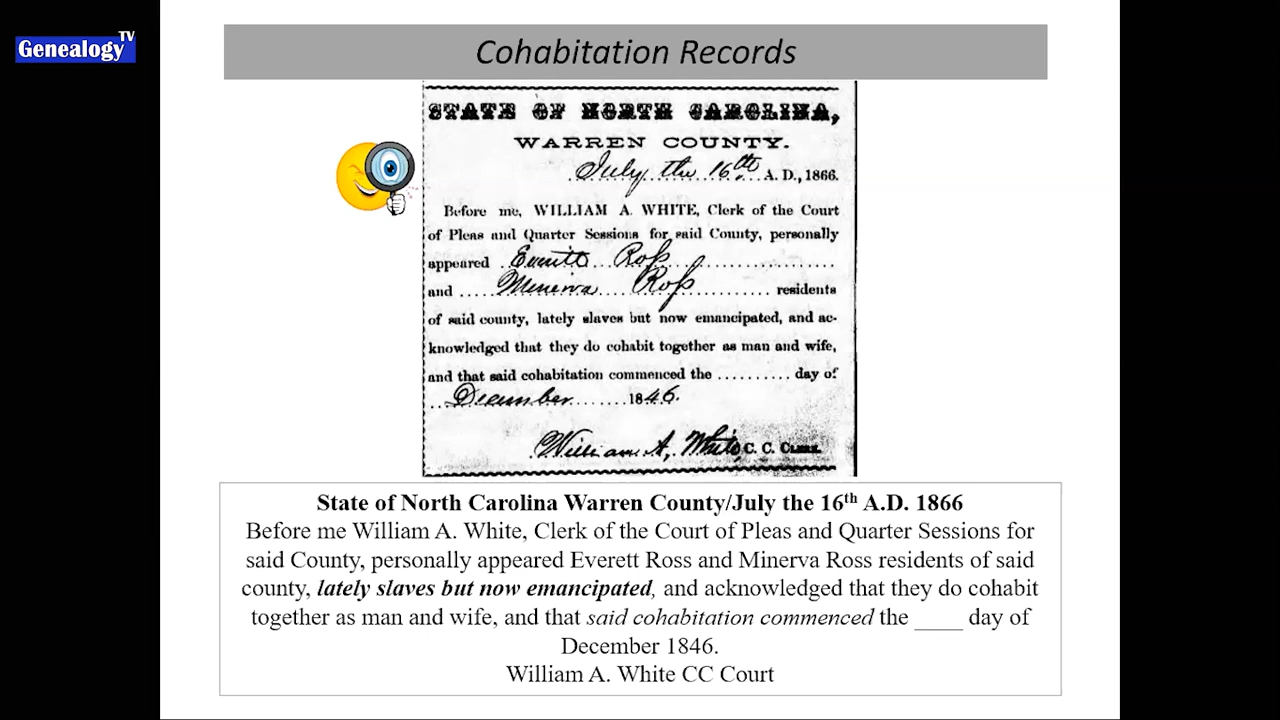 Genealogy TV
Cohabitation Records
STATE OF NORTH CAROLINA,
WARREN COUNTY.
July the 16th A.D., 1866.
Before me, WILLIAM A. WHITE, Clerk of the Court
of Pleas and Quarter Sessions for said County, personally
appeared Everitt Ross
and Minerva Ross residents
of said county, lately slaves but now emancipated, and ac-
knowledged that they do cohabit together as man and wife,
and that said cohabitation commenced the .......... day of
December 1846.
William A. White C. C. Clerk.
State of North Carolina Warren County/July the 16th A.D. 1866
Before me William A. White, Clerk of the Court of Pleas and Quarter Sessions for
said County, personally appeared Everett Ross and Minerva Ross residents of said
county, lately slaves but now emancipated, and acknowledged that they do cohabit
together as man and wife, and that said cohabitation commenced the ____ day of
December 1846.
William A. White CC Court